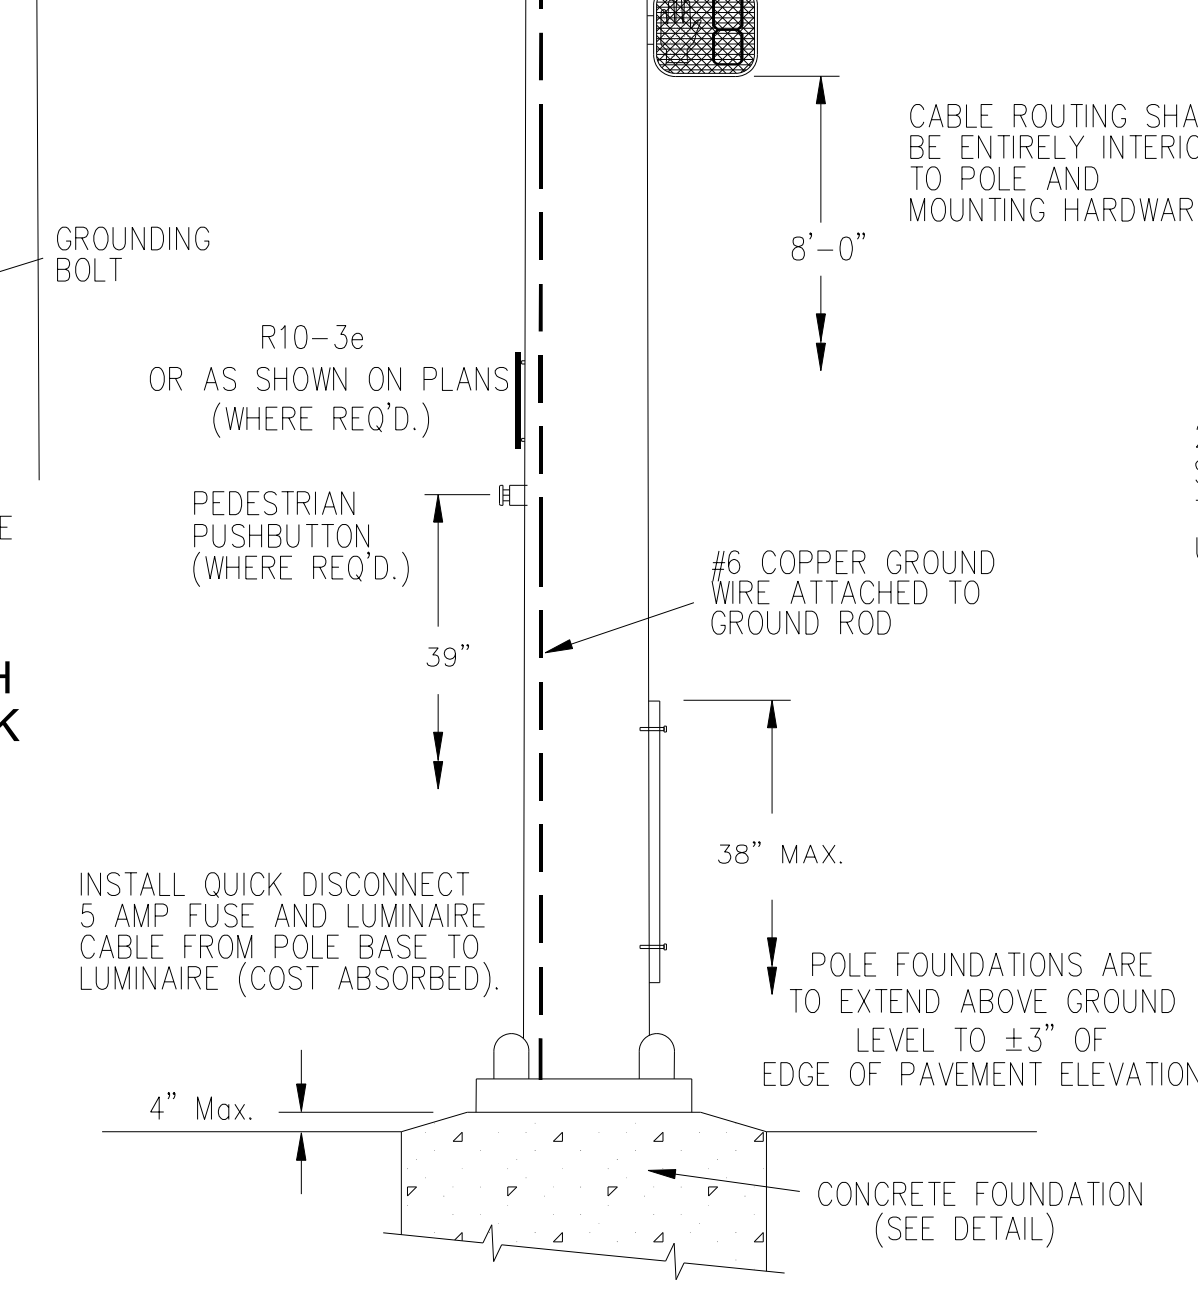 CABLE ROUTING SHA
BE ENTIRELY INTERIO
TO POLE AND
MOUNTING HARDWAR
GROUNDING
BOLT
8'-0"
R10-3e
OR AS SHOWN ON PLANS
(WHERE REQ'D.)
PEDESTRIAN
PUSHBUTTON
(WHERE REQ'D.)
E
#6 COPPER GROUND
WIRE ATTACHED TO
GROUND ROD
39"
H
K
38" MAX.
INSTALL QUICK DISCONNECT
5 AMP FUSE AND LUMINAIRE
CABLE FROM POLE BASE TO
LUMINAIRE (COST ABSORBED).
POLE FOUNDATIONS ARE
TO EXTEND ABOVE GROUND
LEVEL TO ±3" OF
EDGE OF PAVEMENT ELEVATION
4" Max.
CONCRETE FOUNDATION
(SEE DETAIL)